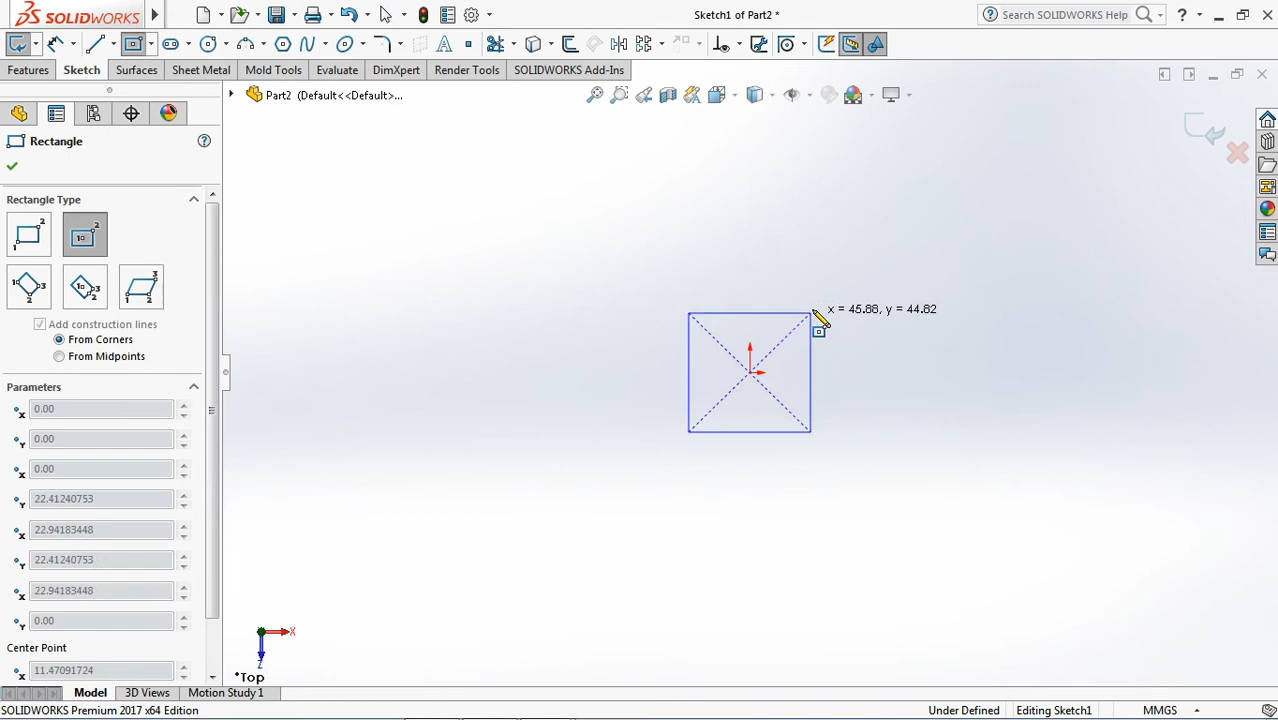 SOLIDWORKS
Sketch1 of Part2 *
Search SOLIDWORKS Help
Features
Sketch
Surfaces
Sheet Metal
Mold Tools
Evaluate
DimXpert
Render Tools
SOLIDWORKS Add-Ins
Part2 (Default<<Default>...
Rectangle
Rectangle Type
Add construction lines
From Corners
From Midpoints
Parameters
0.00
0.00
0.00
22.41240753
22.94183448
22.41240753
22.94183448
0.00
Center Point
11.47091724
x = 45.88, y = 44.82
X
Z
*Top
Model
3D Views
Motion Study 1
SOLIDWORKS Premium 2017 x64 Edition
Under Defined
Editing Sketch1
MMGS